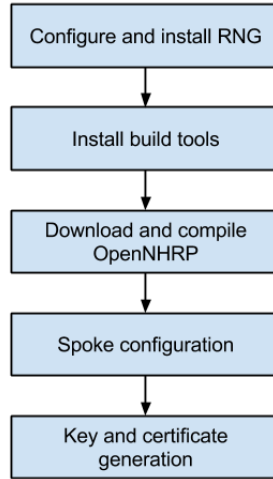 Configure and install RNG
Install build tools
Download and compile
OpenNHRP
Spoke configuration
Key and certificate
generation